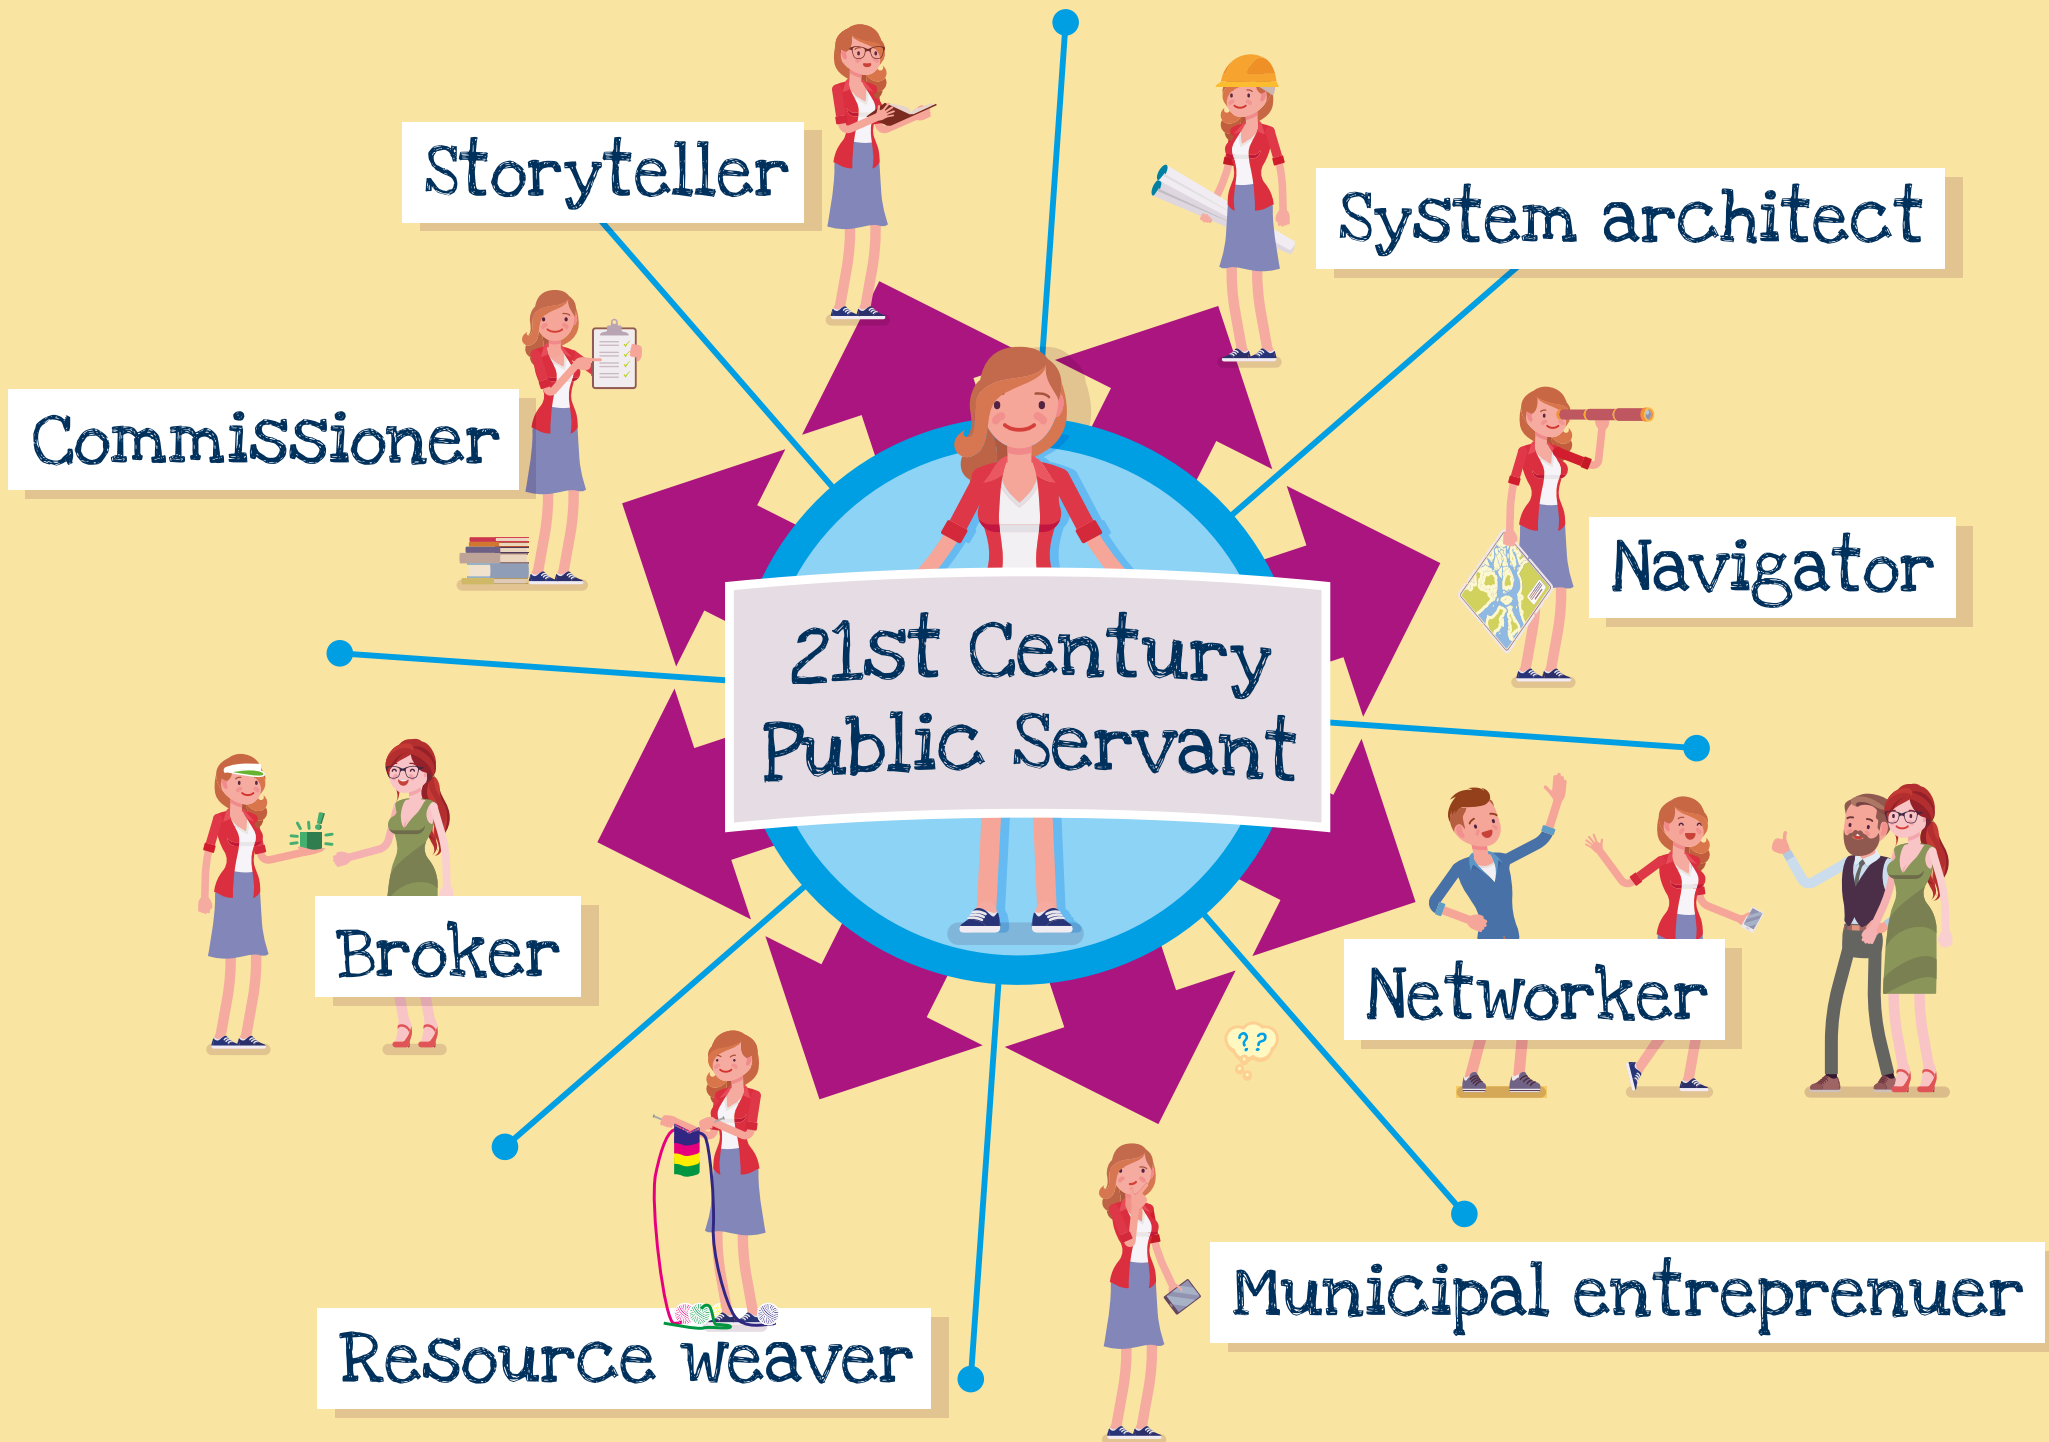 Storyteller
System architect
Commissioner
Navigator
21st Century
Public Servant
Broker
Networker
? ?
Municipal entreprenuer
Resource weaver